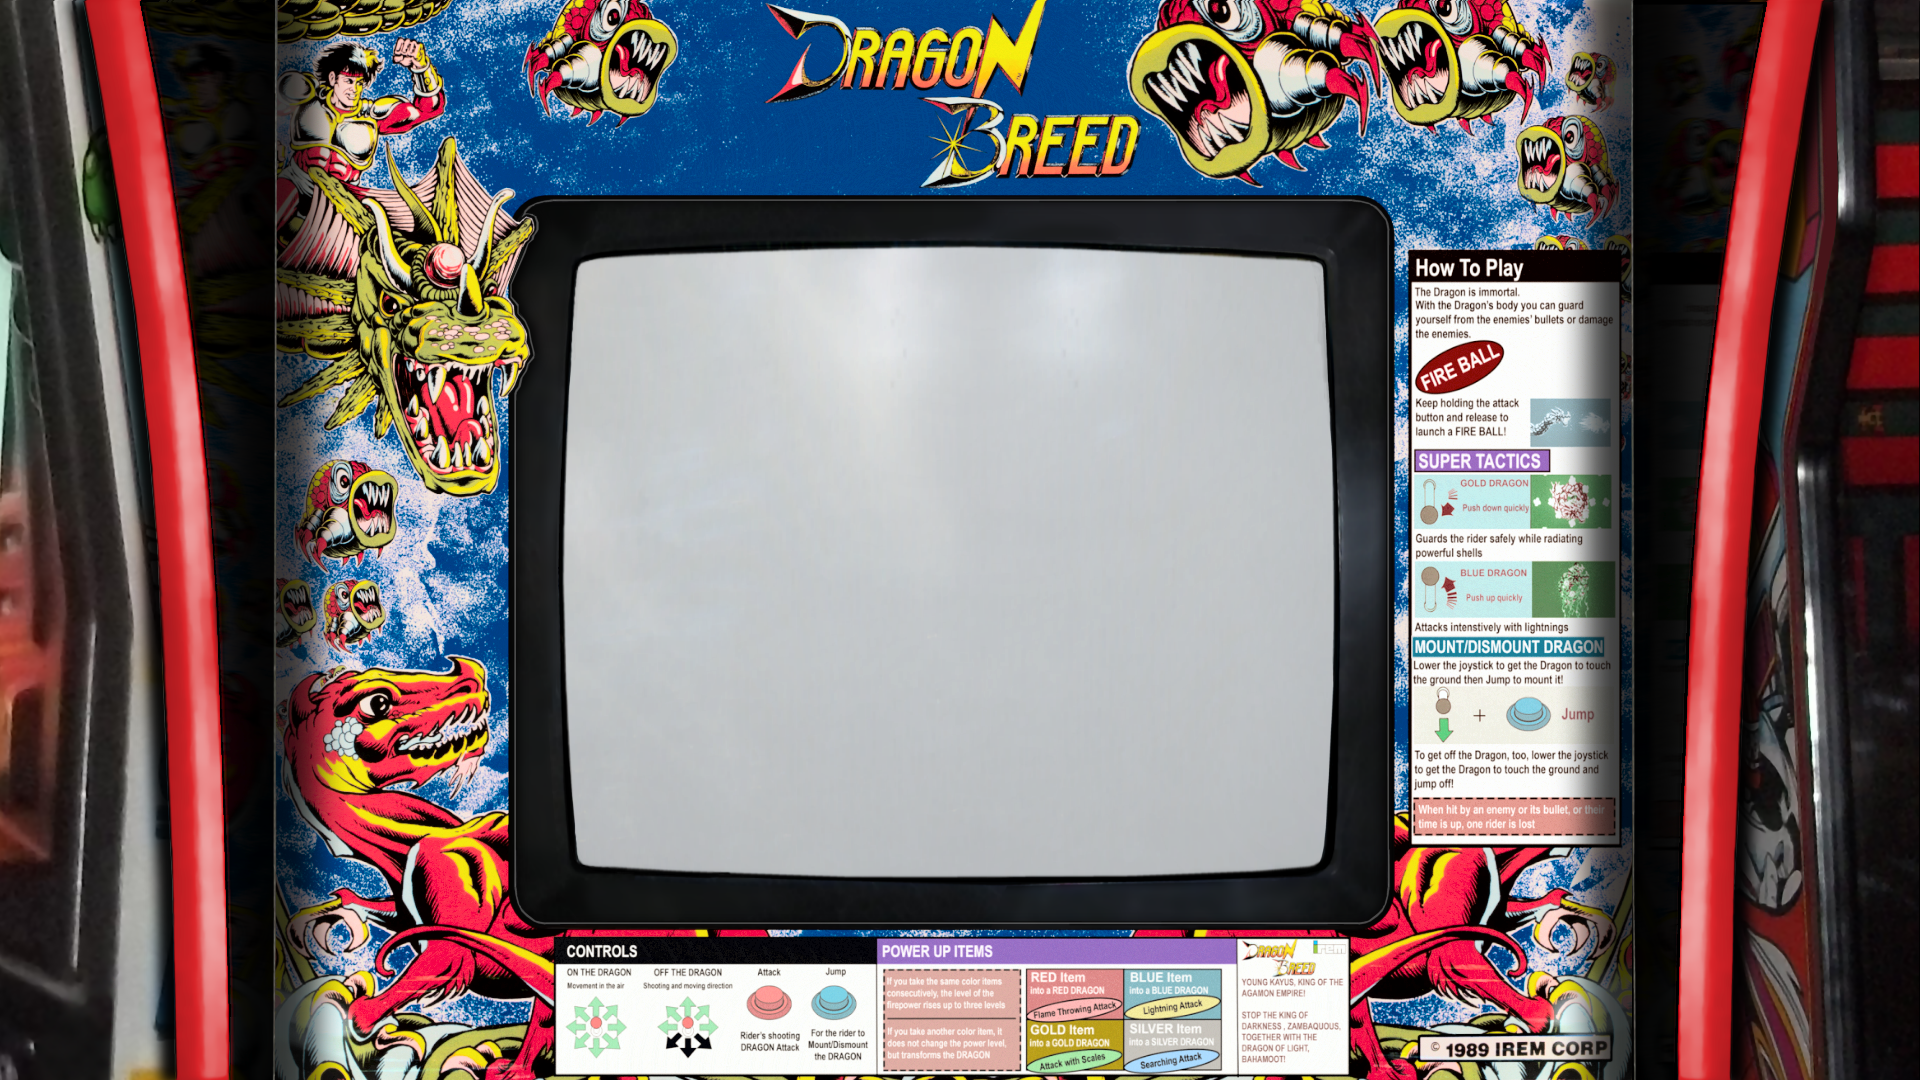 DRAGON
BREED
How To Play
The Dragon is immortal.
With the Dragon's body you can guard
yourself from the enemies' bullets or damage
the enemies.
FIRE BALL
Keep holding the attack
button and release to
launch a FIRE BALL!
SUPER TACTICS
GOLD DRAGON
Push down quickly
Guards the rider safely while radiating
powerful shells
BLUE DRAGON
Push up quickly
Attacks intenstively with lightnings
MOUNT/DISMOUNT DRAGON
Lower the joystick to get the Dragon to touch
the ground then Jump to mount it!
+
Jump
To get off the Dragon, too, lower the joystick
to get the Dragon to touch the ground and
jump off!
When hit by an enemy or its bullet, or their
time is up, one rider is lost
CONTROLS
ON THE DRAGON
Movement in the air
OFF THE DRAGON
Shooting and moving direction
Attack
Rider's shooting
DRAGON Attack
Jump
For the rider to
Mount/Dismount
the DRAGON
POWER UP ITEMS
If you take the same color items
consecutively, the level of the
firepower rises up to three levels
If you take another color item, it
does not change the power level,
but transforms the DRAGON
RED Item
into a RED DRAGON
Flame Throwing Attack
BLUE Item
into a BLUE DRAGON
Lightning Attack
GOLD Item
into a GOLD DRAGON
Attack with Scales
SILVER Item
into a SILVER DRAGON
Searching Attack
DRAGON
BREED
irem
YOUNG KAYUS, KING OF THE
AGAMON EMPIRE!
STOP THE KING OF
DARKNESS , ZAMBAQUOUS,
TOGETHER WITH THE
DRAGON OF LIGHT,
BAHAMOOT!
© 1989 IREM CORP